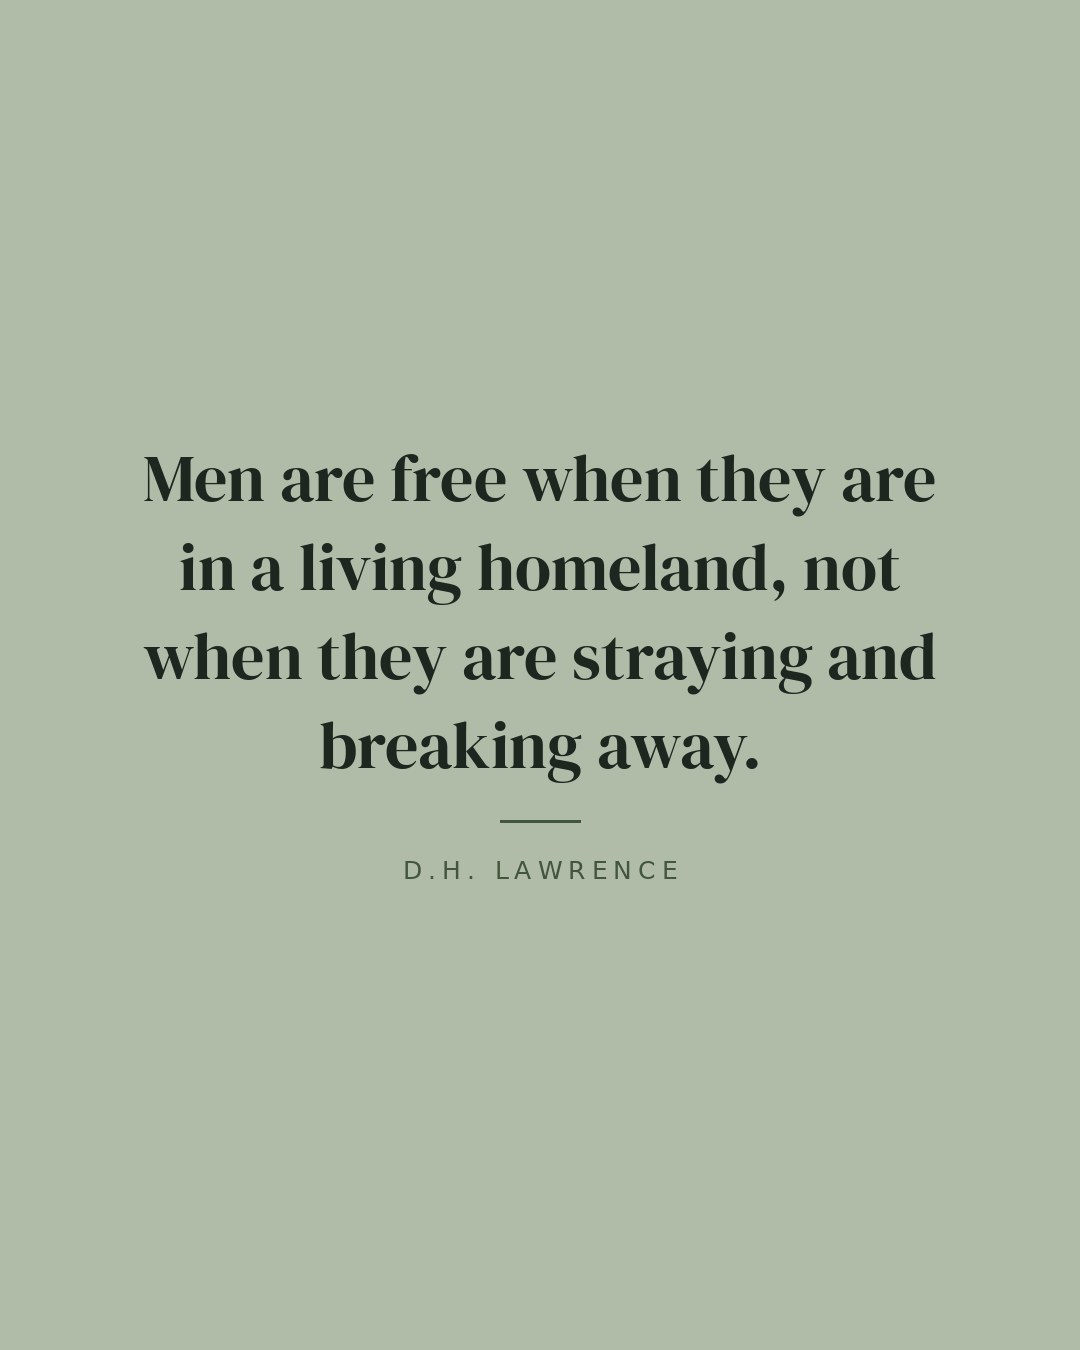 Men are free when they are
in a living homeland, not
when they are straying and
breaking away.
D.H. LAWRENCE